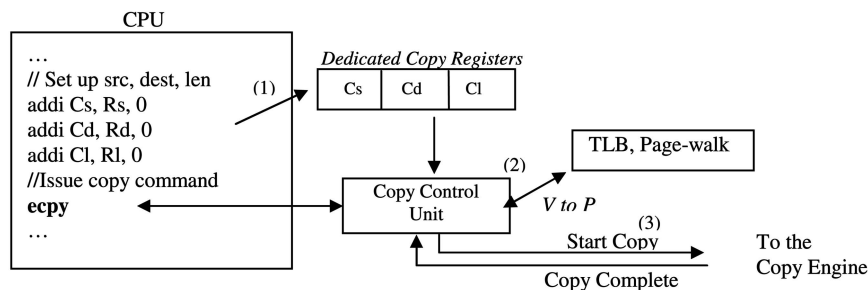 CPU
…
// Set up src, dest, len
addi Cs, Rs, 0
addi Cd, Rd, 0
addi Cl, Rl, 0
//Issue copy command
ecpy
…
(1)
Dedicated Copy Registers
Cs Cd Cl
(2)
TLB, Page-walk
Copy Control
Unit
V to P
(3)
Start Copy
Copy Complete
To the
Copy Engine